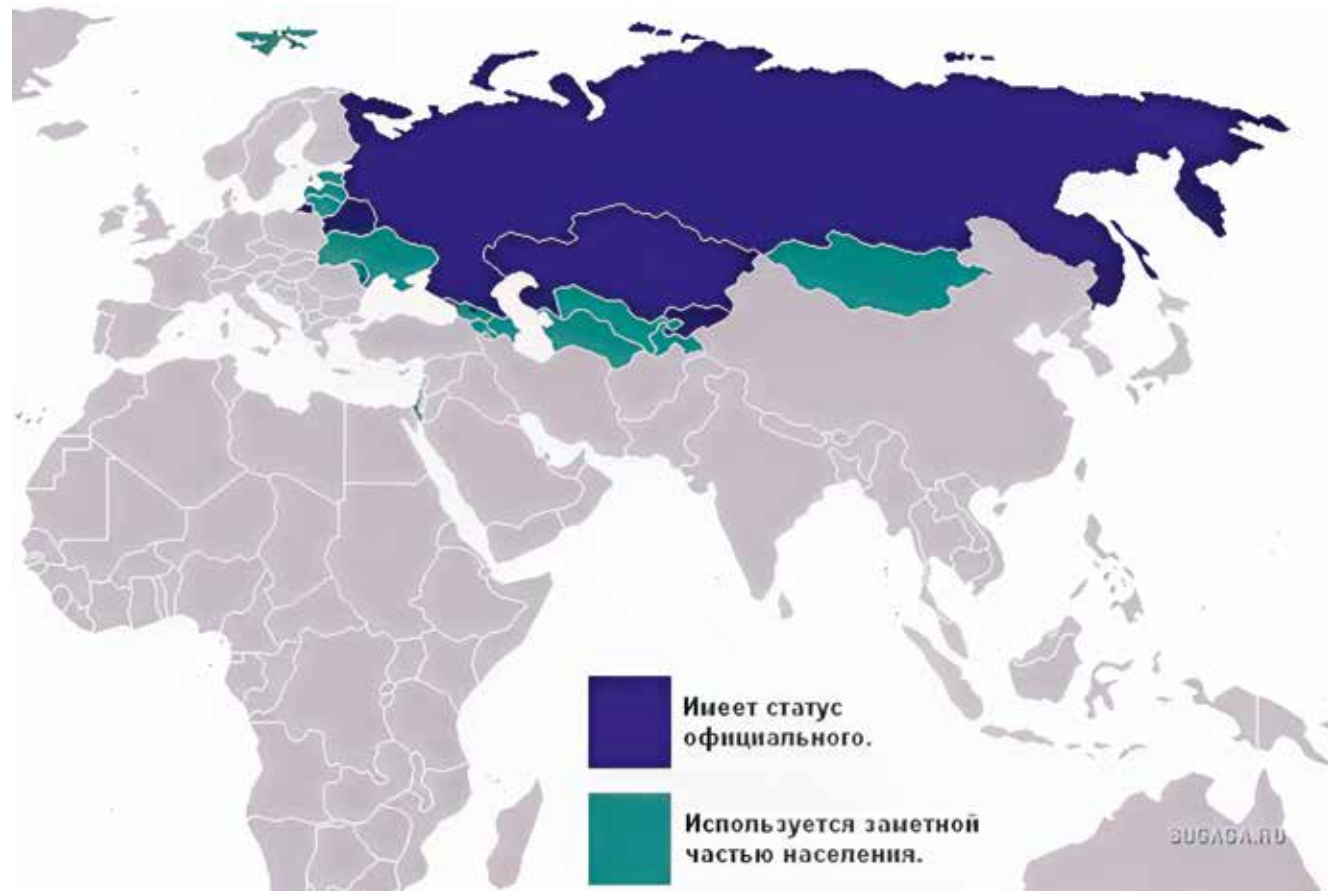 Имеет статус
официального.
Используется заметной
частью населения.
BUGAGA.RU